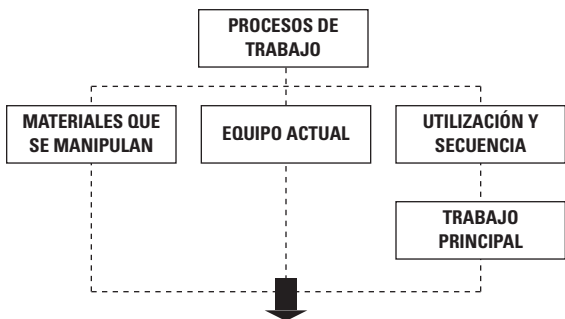 PROCESOS DE
TRABAJO
MATERIALES QUE
SE MANIPULAN
EQUIPO ACTUAL
UTILIZACIÓN Y
SECUENCIA
TRABAJO
PRINCIPAL